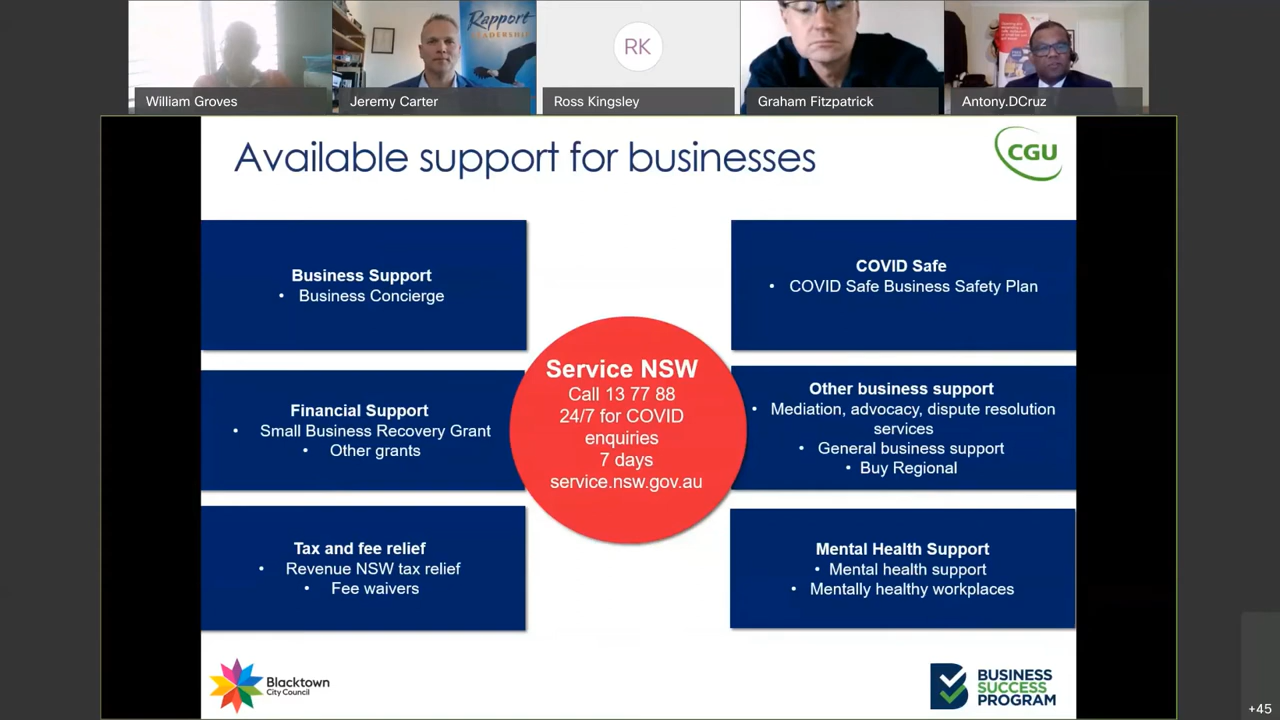 Rapport
LEADERSHIP
RK
William Groves
Jeremy Carter
Ross Kingsley
Graham Fitzpatrick
Antony.DCruz
Available support for businesses
CGU
Business Support
• Business Concierge
COVID Safe
• COVID Safe Business Safety Plan
Service NSW
Call 13 77 88
24/7 for COVID
enquiries
7 days
service.nsw.gov.au
Financial Support
• Small Business Recovery Grant
• Other grants
Other business support
• Mediation, advocacy, dispute resolution
services
• General business support
• Buy Regional
Tax and fee relief
• Revenue NSW tax relief
• Fee waivers
Mental Health Support
• Mental health support
• Mentally healthy workplaces
Blacktown
City Council
BUSINESS
SUCCESS
PROGRAM
+45